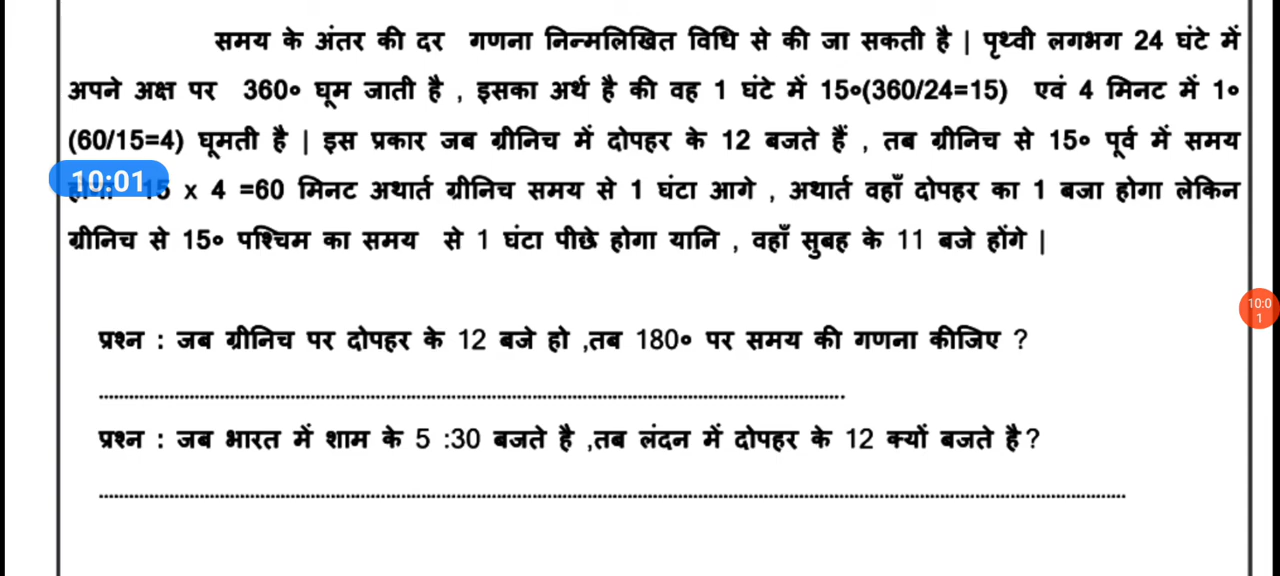 समय के अंतर की दर गणना निन्मलिखित विधि से की जा सकती है | पृथ्वी लगभग 24 घंटे में
अपने अक्ष पर 360० घूम जाती है , इसका अर्थ है की वह 1 घंटे में 15०(360/24=15) एवं 4 मिनट में 1०
(60/15=4) घूमती है | इस प्रकार जब ग्रीनिच में दोपहर के 12 बजते हैं , तब ग्रीनिच से 15० पूर्व में समय
10:01
15 x 4 =60 मिनट अथार्त ग्रीनिच समय से 1 घंटा आगे , अथार्त वहाँ दोपहर का 1 बजा होगा लेकिन
ग्रीनिच से 15० पश्चिम का समय से 1 घंटा पीछे होगा यानि , वहाँ सुबह के 11 बजे होंगे |
10:0
1
प्रश्न : जब ग्रीनिच पर दोपहर के 12 बजे हो ,तब 180० पर समय की गणना कीजिए ?
प्रश्न : जब भारत में शाम के 5 :30 बजते है ,तब लंदन में दोपहर के 12 क्यों बजते है?